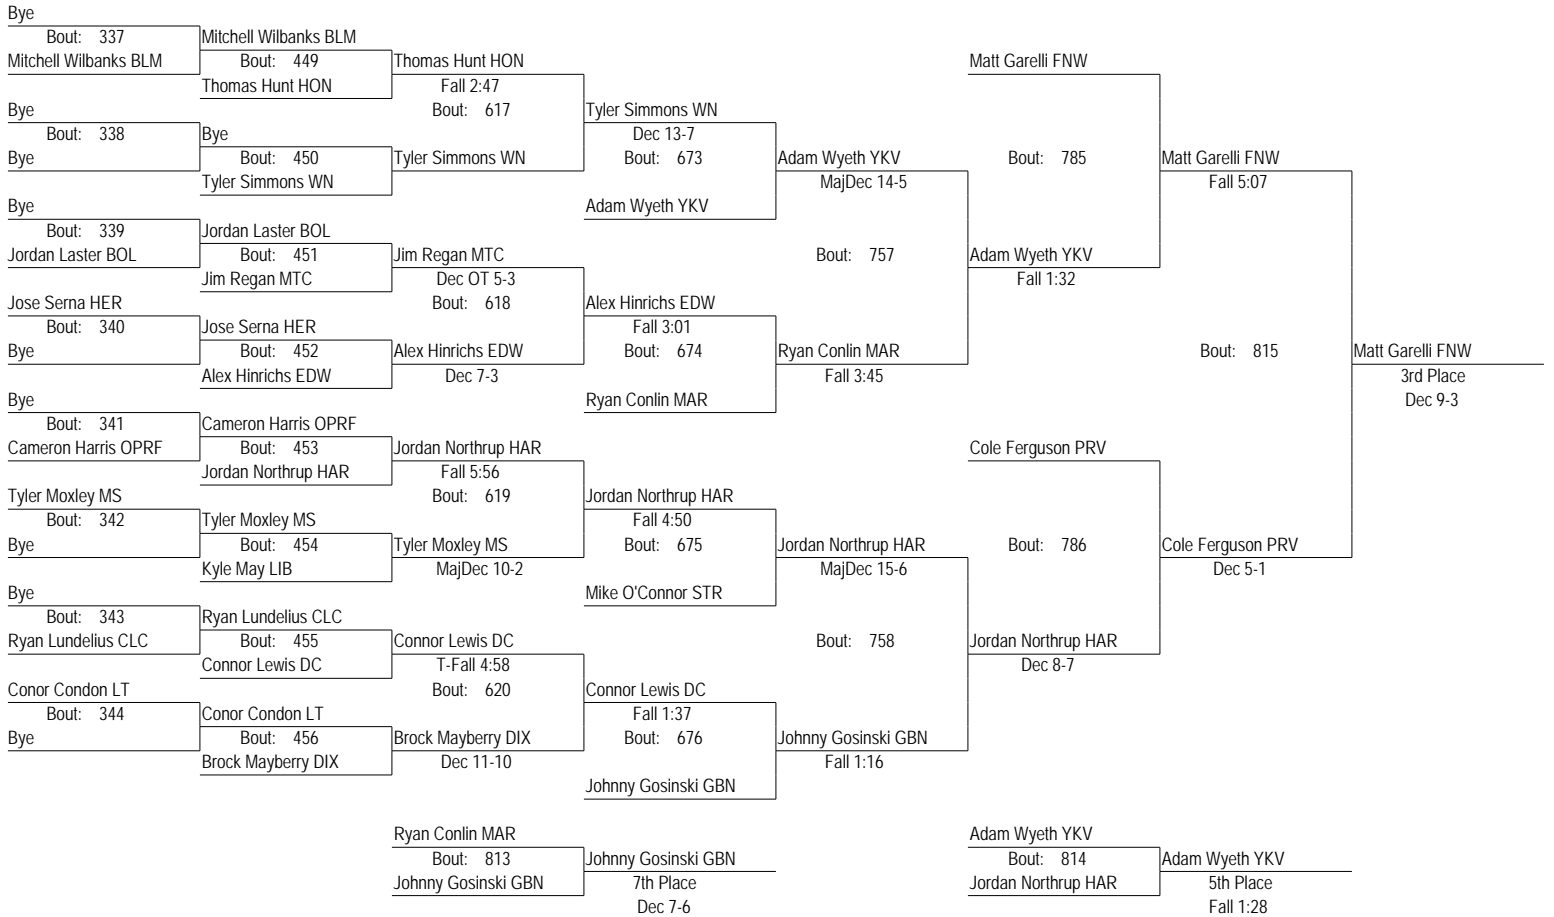 Bye
Bout: 337
Mitchell Wilbanks BLM
Bye
Bout: 338
Bye
Bye
Bout: 339
Jordan Laster BOL
Jose Serna HER
Bout: 340
Bye
Bye
Bout: 341
Cameron Harris OPRF
Tyler Moxley MS
Bout: 342
Bye
Bye
Bout: 343
Ryan Lundelius CLC
Conor Condon LT
Bout: 344
Bye
Mitchell Wilbanks BLM
Bout: 449
Thomas Hunt HON
Bye
Bout: 450
Tyler Simmons WN
Jordan Laster BOL
Bout: 451
Jim Regan MTC
Jose Serna HER
Bout: 452
Alex Hinrichs EDW
Cameron Harris OPRF
Bout: 453
Jordan Northrup HAR
Tyler Moxley MS
Bout: 454
Kyle May LIB
Ryan Lundelius CLC
Bout: 455
Connor Lewis DC
Conor Condon LT
Bout: 456
Brock Mayberry DIX
Thomas Hunt HON
Fall 2:47
Bout: 617
Tyler Simmons WN
Jim Regan MTC
Dec OT 5-3
Bout: 618
Alex Hinrichs EDW
Dec 7-3
Jordan Northrup HAR
Fall 5:56
Bout: 619
Tyler Moxley MS
MajDec 10-2
Connor Lewis DC
T-Fall 4:58
Bout: 620
Brock Mayberry DIX
Dec 11-10
Tyler Simmons WN
Dec 13-7
Bout: 673
Adam Wyeth YKV
Alex Hinrichs EDW
Fall 3:01
Bout: 674
Ryan Conlin MAR
Jordan Northrup HAR
Fall 4:50
Bout: 675
Mike O'Connor STR
Connor Lewis DC
Fall 1:37
Bout: 676
Johnny Gosinski GBN
Adam Wyeth YKV
MajDec 14-5
Bout: 757
Ryan Conlin MAR
Fall 3:45
Jordan Northrup HAR
MajDec 15-6
Bout: 758
Johnny Gosinski GBN
Fall 1:16
Matt Garelli FNW
Bout: 785
Adam Wyeth YKV
Fall 1:32
Cole Ferguson PRV
Bout: 786
Jordan Northrup HAR
Dec 8-7
Matt Garelli FNW
Fall 5:07
Bout: 815
Cole Ferguson PRV
Dec 5-1
Matt Garelli FNW
3rd Place
Dec 9-3
Ryan Conlin MAR
Bout: 813
Johnny Gosinski GBN
Johnny Gosinski GBN
7th Place
Dec 7-6
Adam Wyeth YKV
Bout: 814
Jordan Northrup HAR
Adam Wyeth YKV
5th Place
Fall 1:28